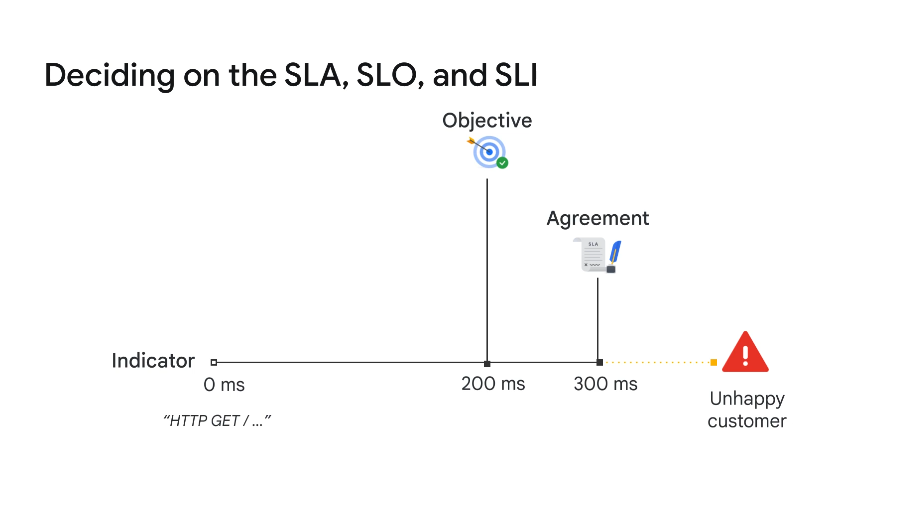 Deciding on the SLA, SLO, and SLI
Objective
Agreement
SLA
Indicator
0 ms
200 ms
300 ms
"HTTP GET / ..."
Unhappy
customer